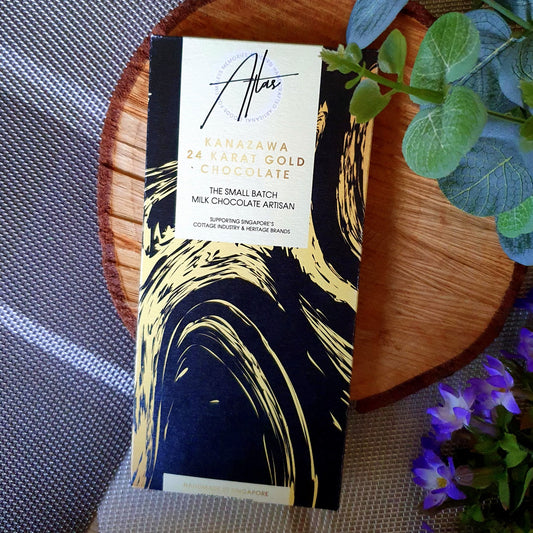 Atlas
KANAZAWA
24 KARAT GOLD
CHOCOLATE
THE SMALL BATCH
MILK CHOCOLATE ARTISAN
SUPPORTING SINGAPORE'S
COTTAGE INDUSTRY & HERITAGE BRANDS
HANDMADE IN SINGAPORE